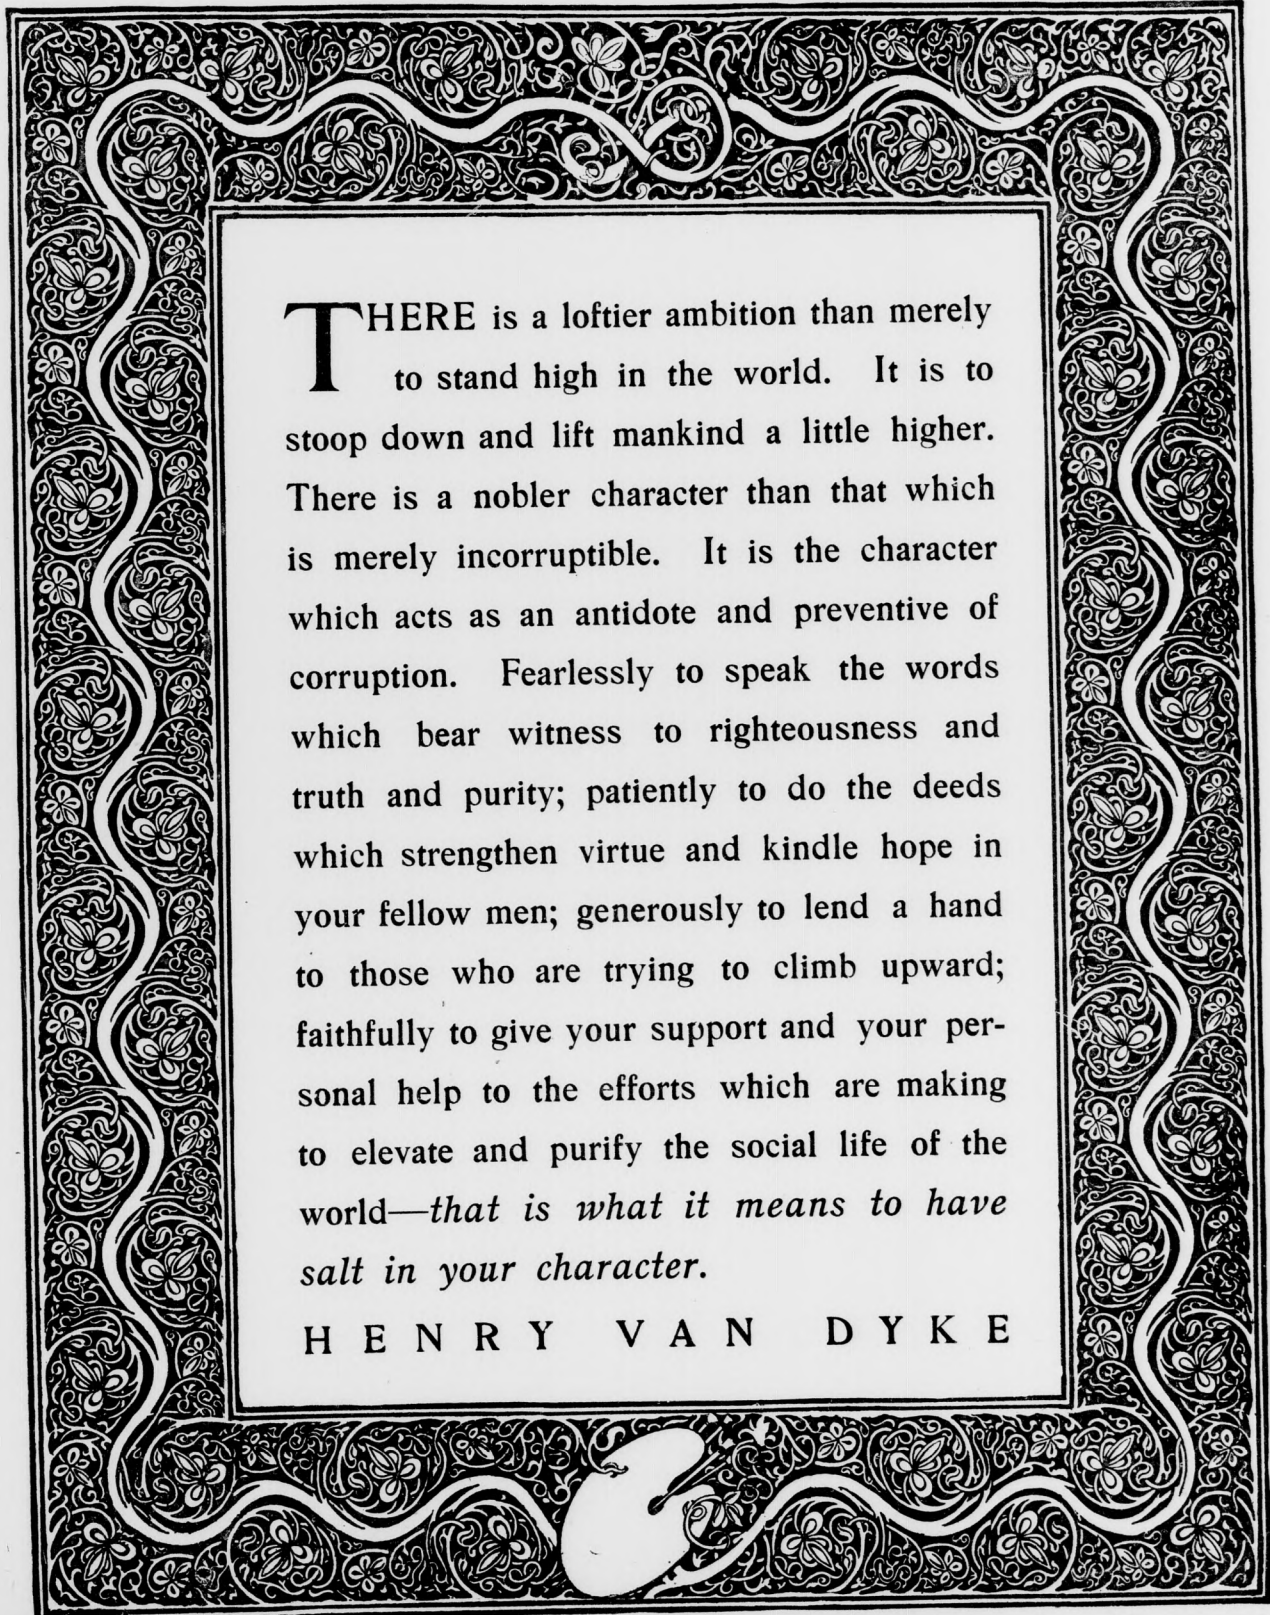 THERE is a loftier ambition than merely
to stand high in the world. It is to
stoop down and lift mankind a little higher.
There is a nobler character than that which
is merely incorruptible. It is the character
which acts as an antidote and preventive of
corruption. Fearlessly to speak the words
which bear witness to righteousness and
truth and purity; patiently to do the deeds
which strengthen virtue and kindle hope in
your fellow men; generously to lend a hand
to those who are trying to climb upward;
faithfully to give your support and your per-
sonal help to the efforts which are making
to elevate and purify the social life of the
world—that is what it means to have
salt in your character.
HENRY VAN DYKE